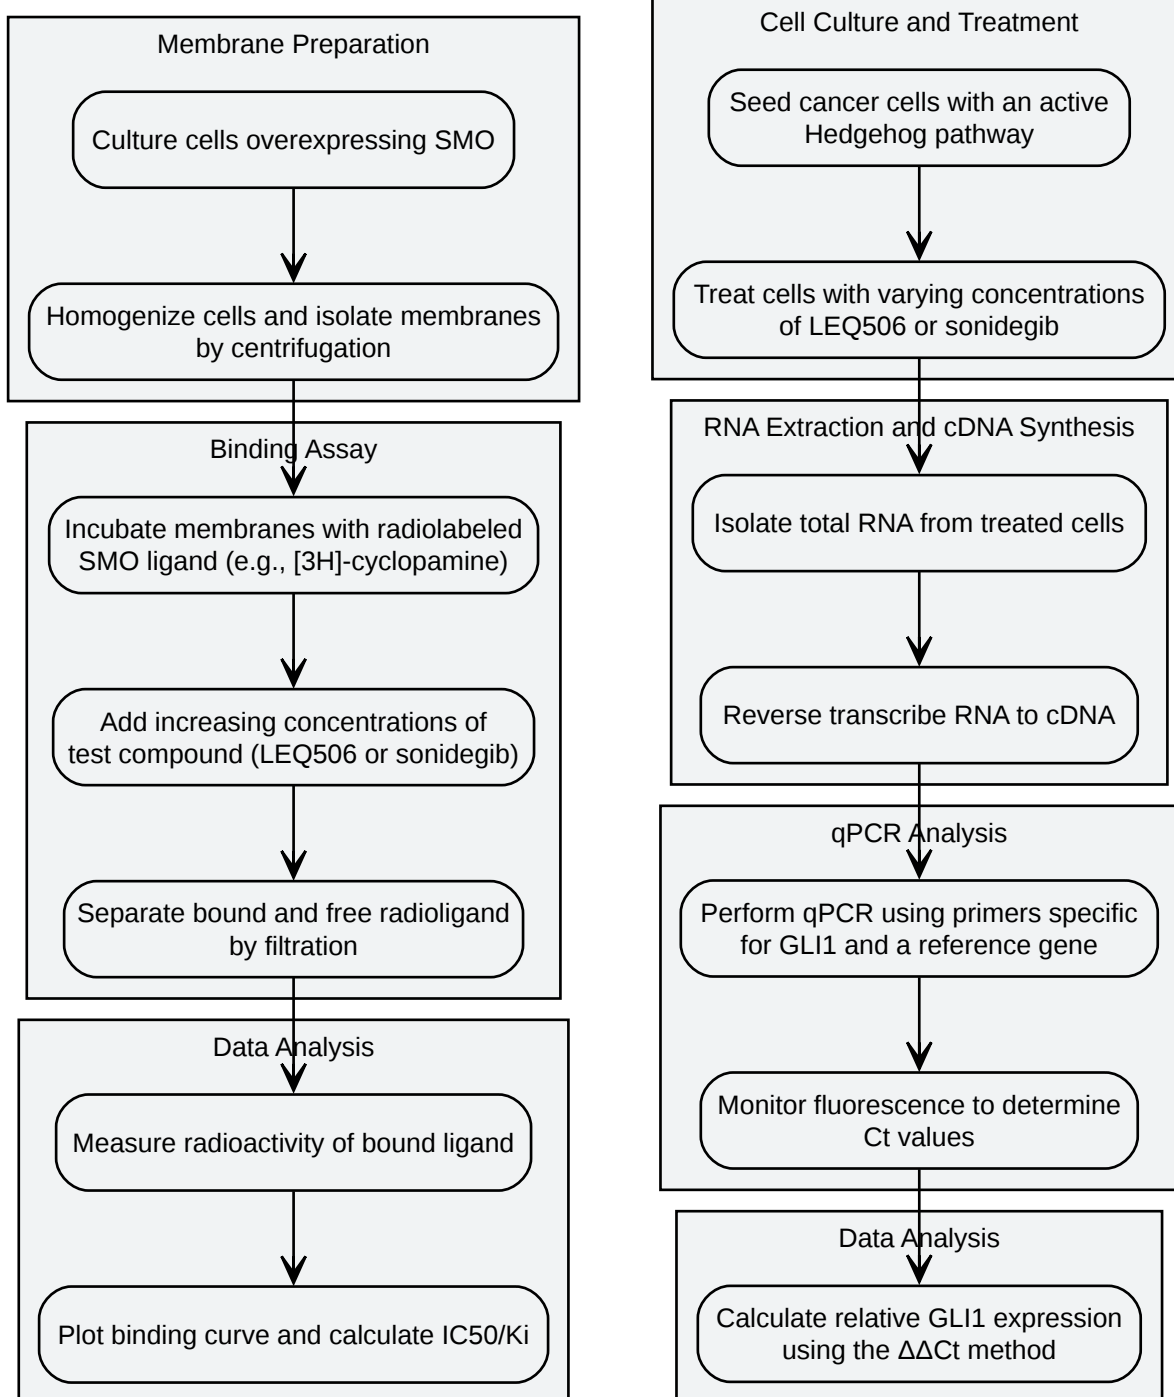 Membrane Preparation
Culture cells overexpressing SMO
Homogenize cells and isolate membranes
by centrifugation
Binding Assay
Incubate membranes with radiolabeled
SMO ligand (e.g., [3H]-cyclopamine)
Add increasing concentrations of
test compound (LEQ506 or sonidegib)
Separate bound and free radioligand
by filtration
Data Analysis
Measure radioactivity of bound ligand
Plot binding curve and calculate IC50/Ki
Cell Culture and Treatment
Seed cancer cells with an active
Hedgehog pathway
Treat cells with varying concentrations
of LEQ506 or sonidegib
RNA Extraction and cDNA Synthesis
Isolate total RNA from treated cells
Reverse transcribe RNA to cDNA
qPCR Analysis
Perform qPCR using primers specific
for GLI1 and a reference gene
Monitor fluorescence to determine
Ct values
Data Analysis
Calculate relative GLI1 expression
using the ΔΔCt method